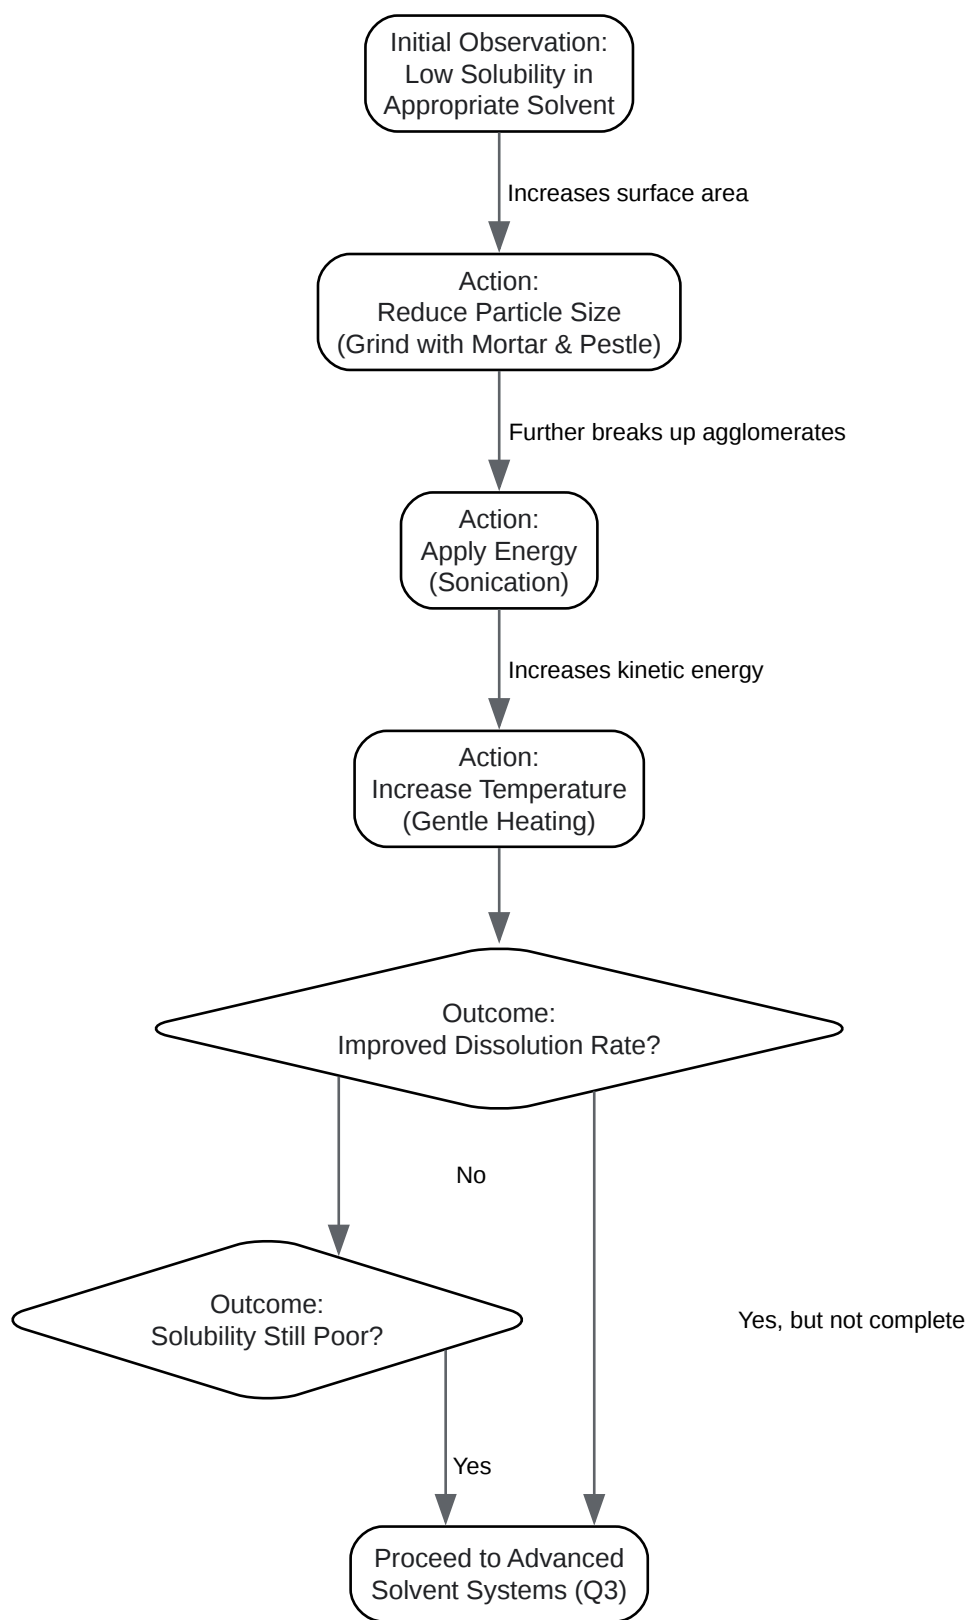 Initial Observation:
Low Solubility in
Appropriate Solvent
Increases surface area
Action:
Reduce Particle Size
(Grind with Mortar & Pestle)
Further breaks up agglomerates
Action:
Apply Energy
(Sonication)
Increases kinetic energy
Action:
Increase Temperature
(Gentle Heating)
Outcome:
Improved Dissolution Rate?
No
Outcome:
Solubility Still Poor?
Yes, but not complete
Yes
Proceed to Advanced
Solvent Systems (Q3)